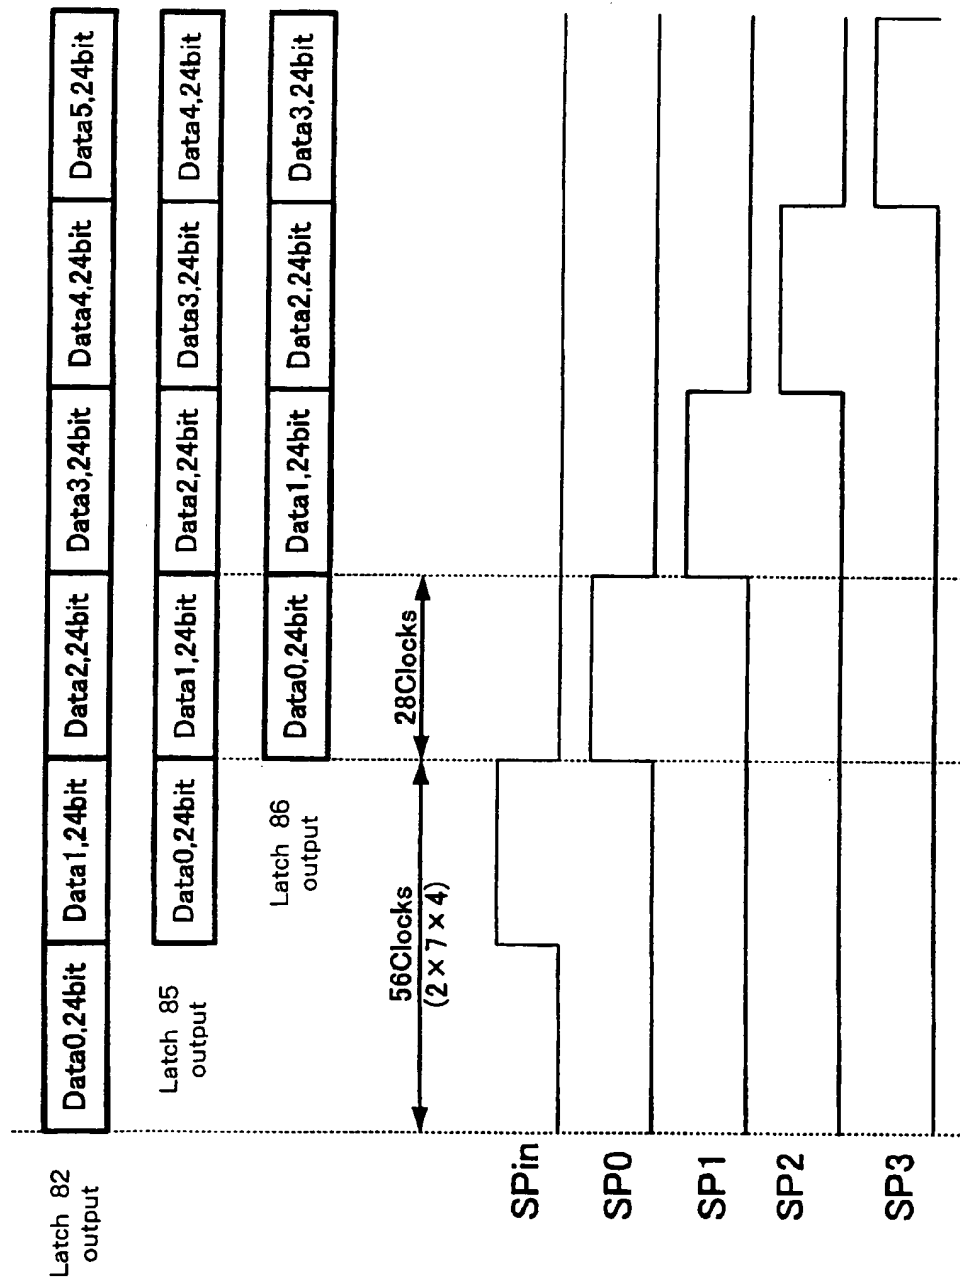 Latch 82
output
Data0,24bit
Data1,24bit
Data2,24bit
Data3,24bit
Data4,24bit
Data5,24bit
Latch 85
output
Data0,24bit
Data1,24bit
Data2,24bit
Data3,24bit
Data4,24bit
Latch 86
output
Data0,24bit
Data1,24bit
Data2,24bit
Data3,24bit
56Clocks
(2×7×4)
28Clocks
SPin
SP0
SP1
SP2
SP3